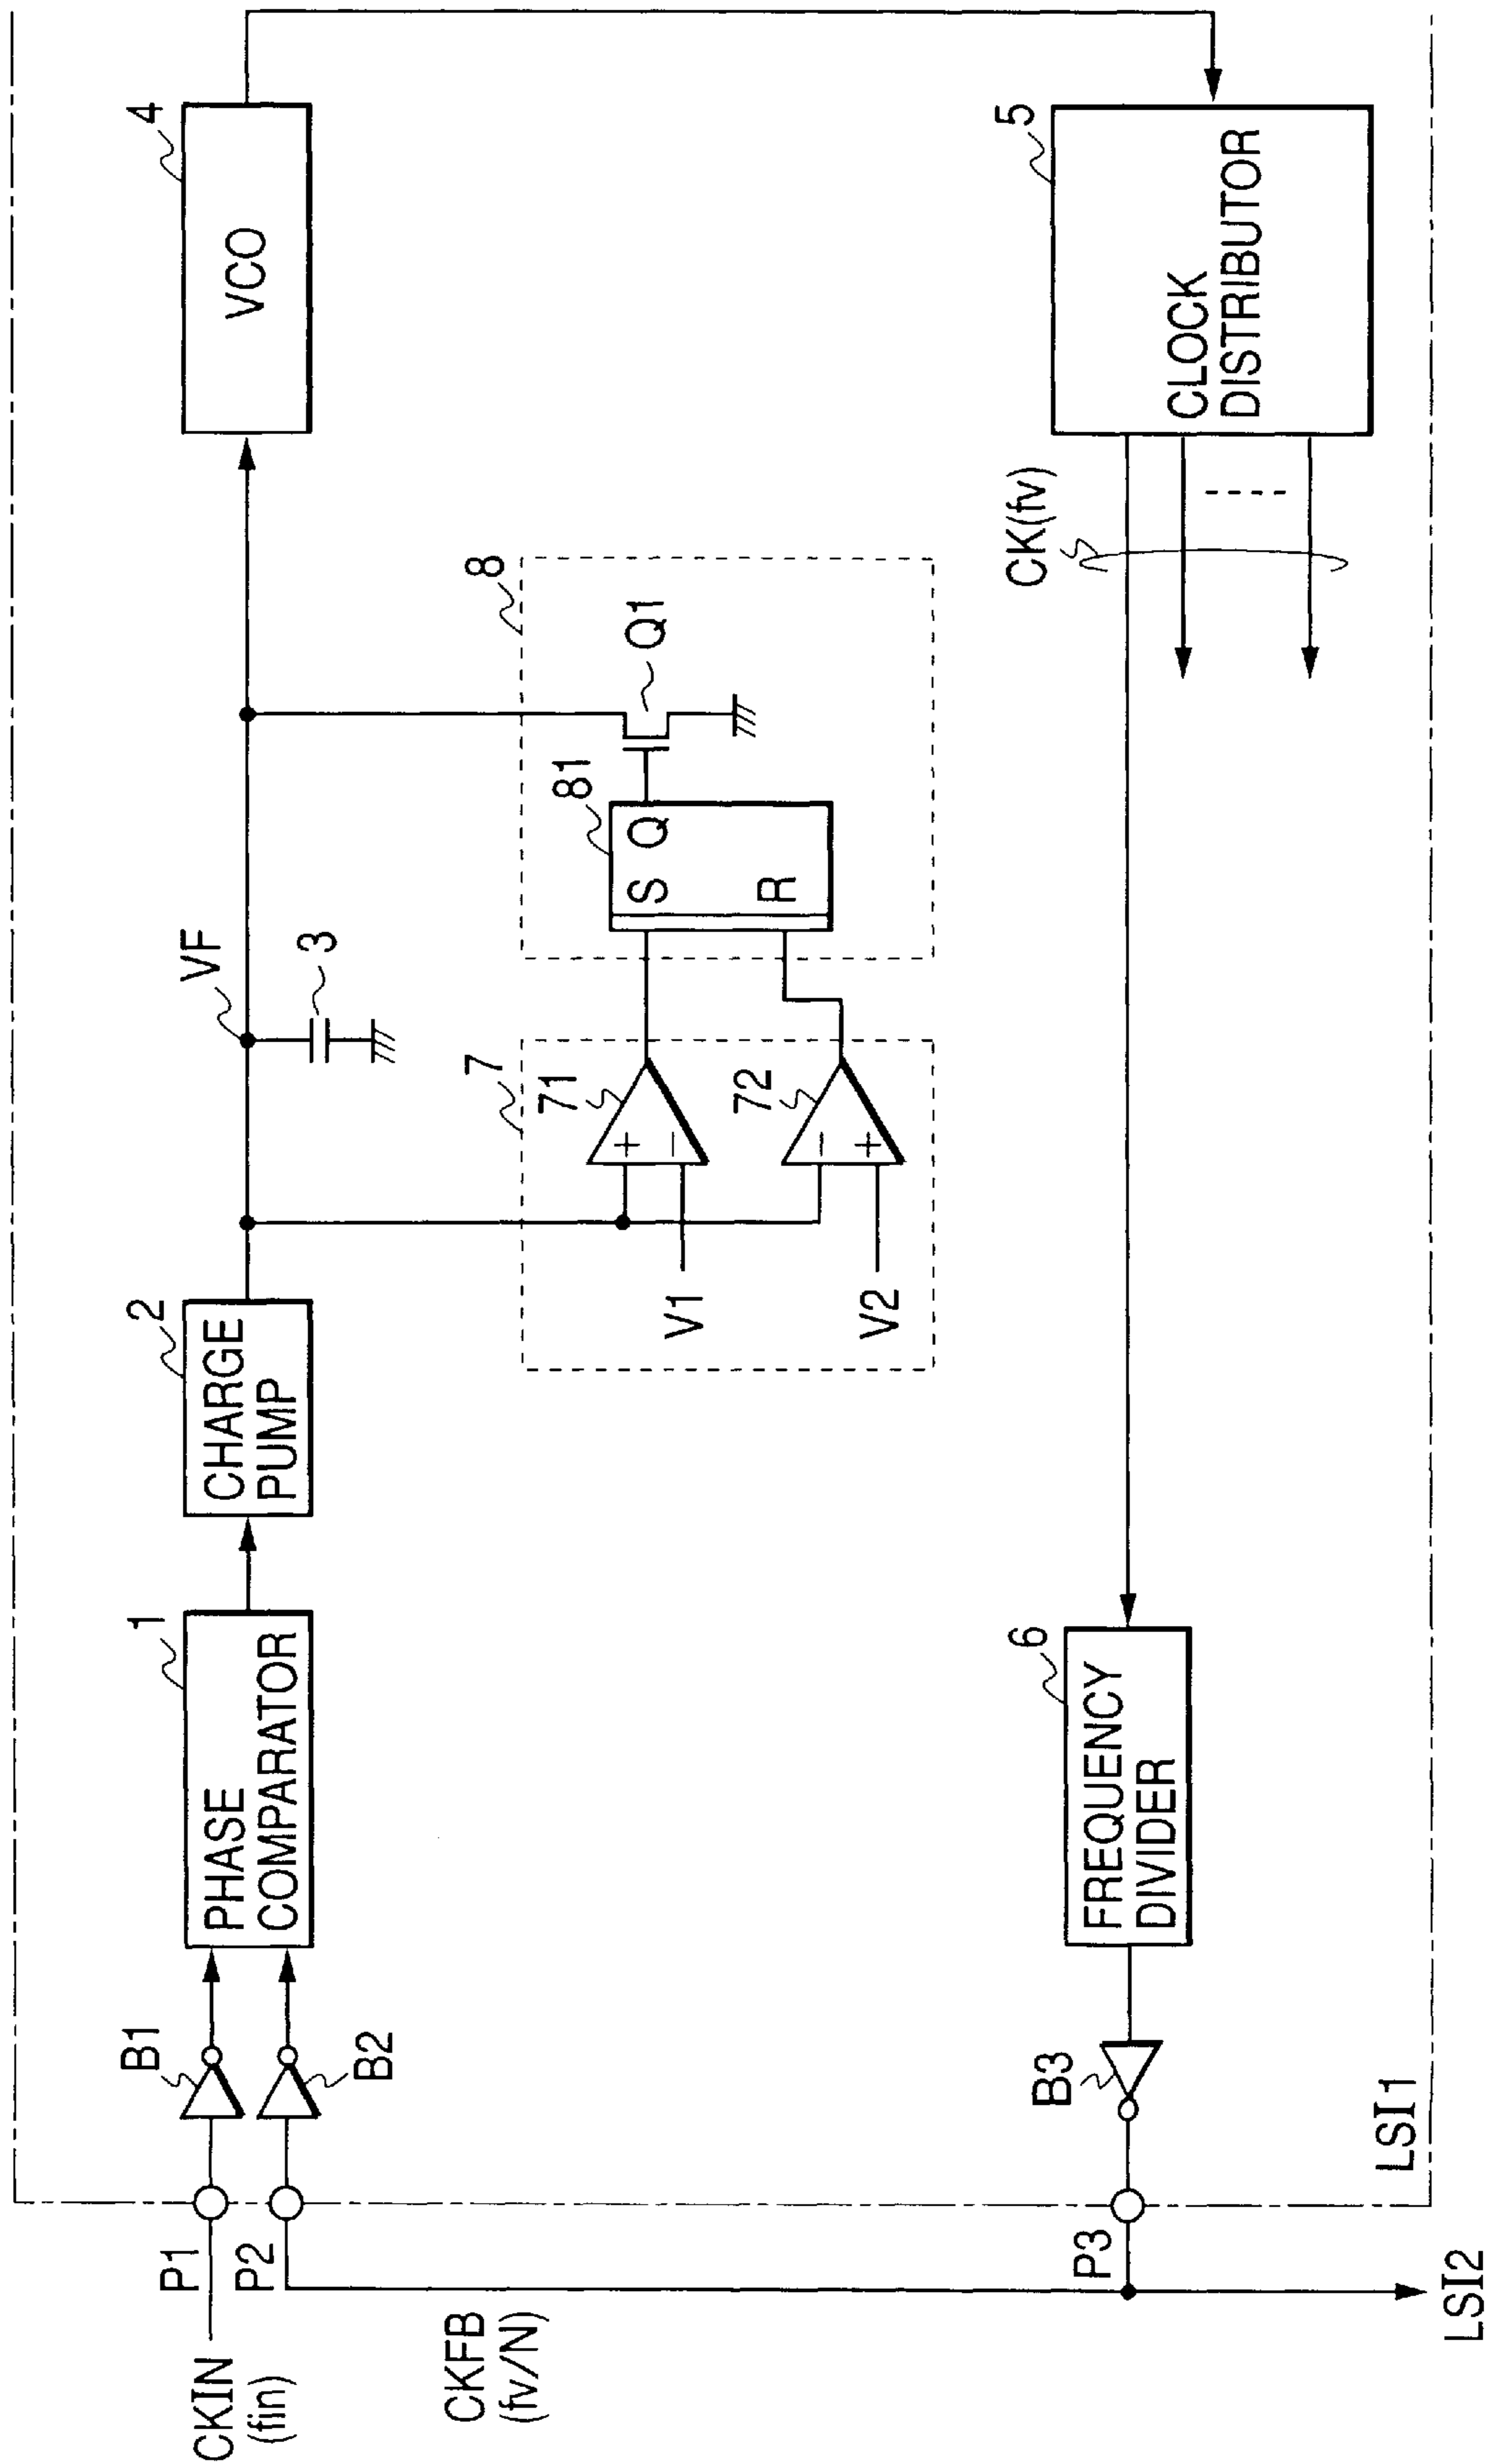 CKIN
(fin)
P1
P2
B1
B2
1
PHASE
COMPARATOR
2
CHARGE
PUMP
VF
3
4
VCO
7
71
+
−
72
−
+
V1
V2
8
81
S Q
R
Q1
CKFB
(fv/N)
P3
B3
6
FREQUENCY
DIVIDER
CK(fv)
5
CLOCK
DISTRIBUTOR
LSI1
LSI2